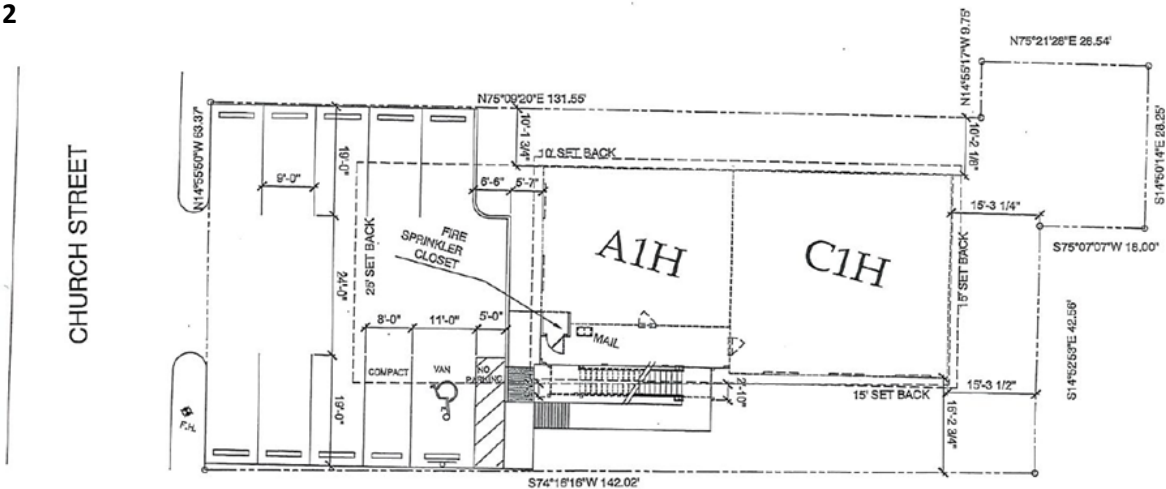 2
CHURCH STREET
N14°55'50"W 63.37'
N75°09'20"E 131.55'
N14°55'17"W 9.75'
N75°21'28"E 26.54'
S14°50'14"E 28.25'
S75°07'07"W 18.00'
S14°52'53"E 42.56'
S74°16'16"W 142.02'
10'-1 3/4"
10' SET BACK
10'-2 1/8"
19'-0"
9'-0"
6'-6"
5'-7"
15'-3 1/4"
25' SET BACK
FIRE
SPRINKLER
CLOSET
A1H
C1H
15' SET BACK
24'-0"
8'-0"
11'-0"
5'-0"
MAIL
COMPACT
VAN
NO
PARKING
2'-10"
15' SET BACK
15'-3 1/2"
16'-2 3/4"
F.H.